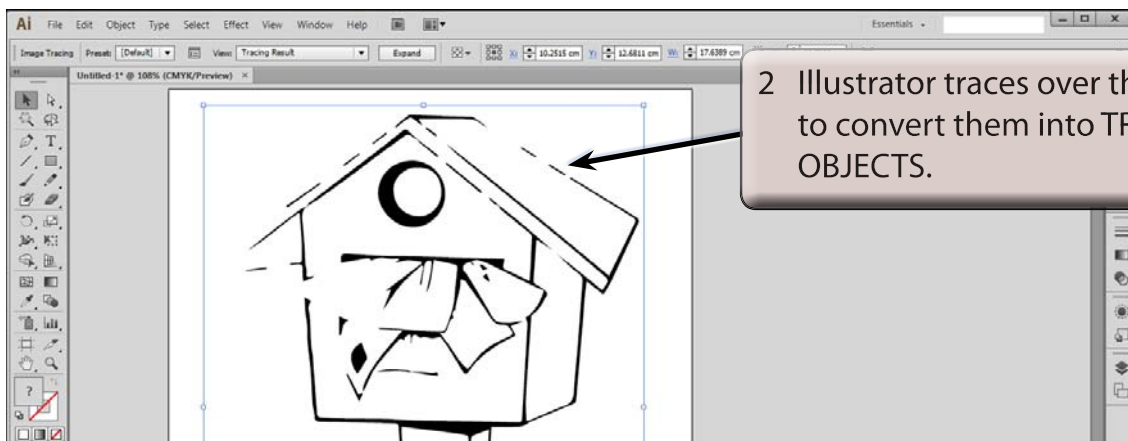 Ai File Edit Object Type Select Effect View Window Help
Essentials
Image Tracing Preset: [Default] View: Tracing Result Expand X: 10.2515 cm Y: 12.6811 cm W: 17.6389 cm
Untitled-1* @ 108% (CMYK/Preview) ×
2 Illustrator traces over th
to convert them into TR
OBJECTS.
T
?